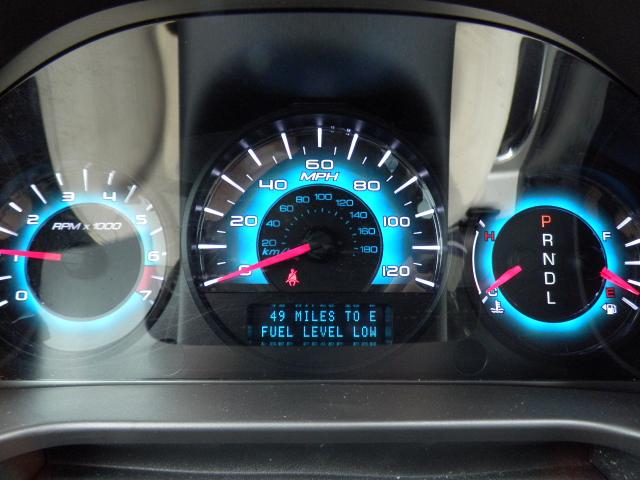 0 1 2 3 4 5 6 7
RPM x 1000
0 20 40 60 80 100 120
MPH
20 40 60 80 100 120 140 160 180
km/h
49 MILES TO E
FUEL LEVEL LOW
H
C
P
R
N
D
L
F
E